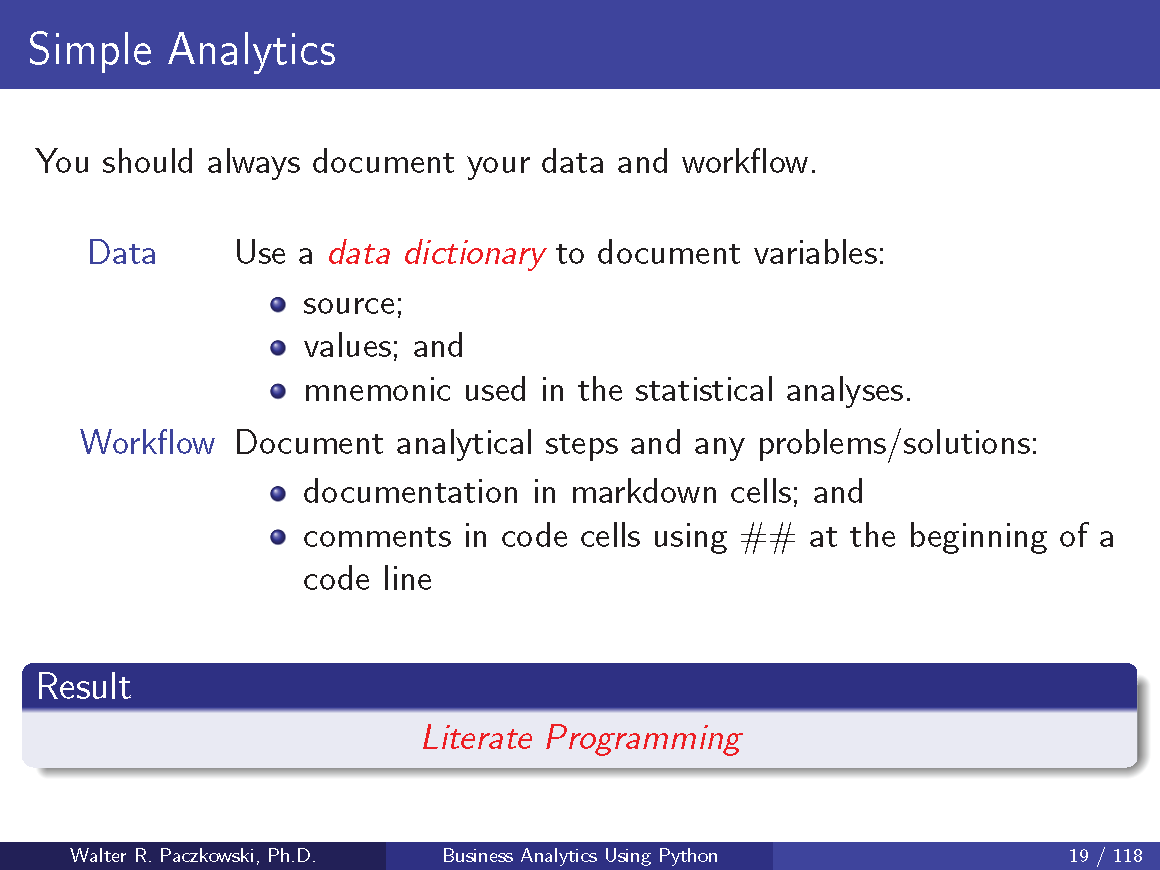 Simple Analytics
You should always document your data and workflow.
Data Use a data dictionary to document variables:
source;
values; and
mnemonic used in the statistical analyses.
Workflow Document analytical steps and any problems/solutions:
documentation in markdown cells; and
comments in code cells using ## at the beginning of a
code line
Result
Literate Programming
Walter R. Paczkowski, Ph.D. Business Analytics Using Python 19 / 118